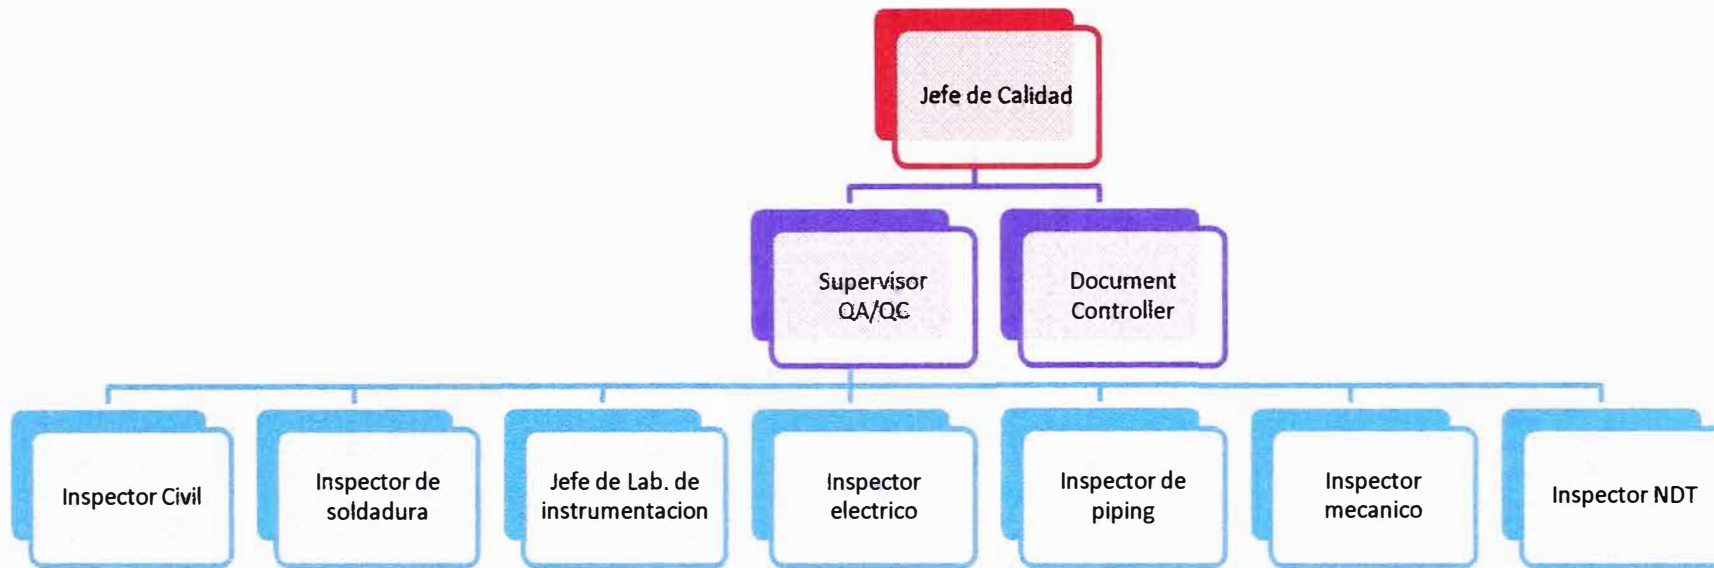 Jefe de Calidad
Supervisor
QA/QC
Document
Controller
Inspector Civil
Inspector de
soldadura
Jefe de Lab. de
instrumentacion
Inspector
electrico
Inspector de
piping
Inspector
mecanico
Inspector NDT